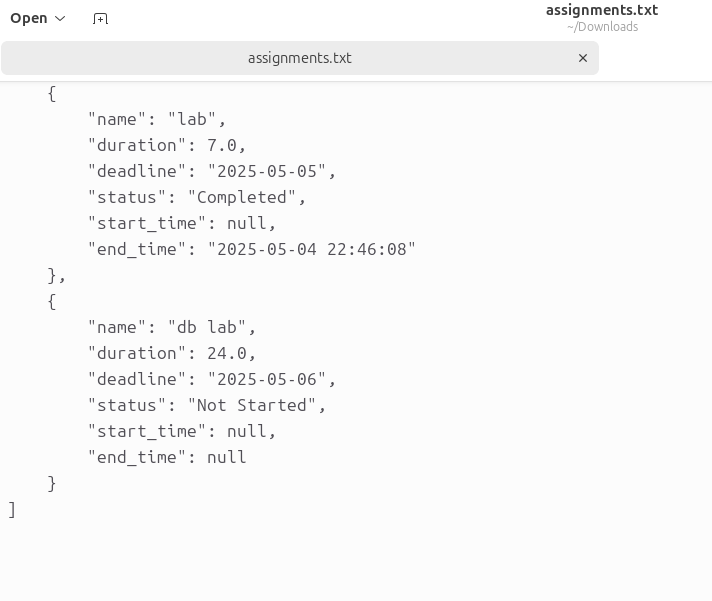 Open
assignments.txt
~/Downloads
assignments.txt
{
"name": "lab",
"duration": 7.0,
"deadline": "2025-05-05",
"status": "Completed",
"start_time": null,
"end_time": "2025-05-04 22:46:08"
},
{
"name": "db lab",
"duration": 24.0,
"deadline": "2025-05-06",
"status": "Not Started",
"start_time": null,
"end_time": null
}
]